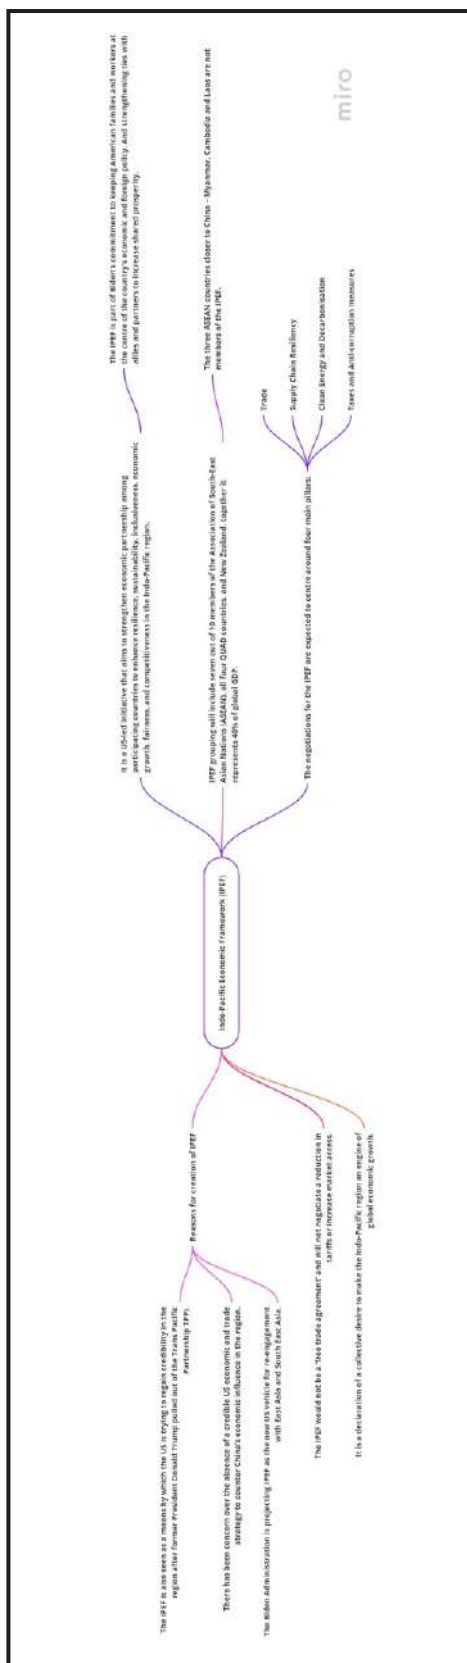 Indo-Pacific Economic Framework (IPEF)
It is a US-led initiative that aims to strengthen economic partnership among
participating countries to enhance resilience, sustainability, inclusiveness, economic
growth, fairness, and competitiveness in the Indo-Pacific region.
The IPEF is part of Biden's commitment to keeping American families and workers at
the centre of the country's economic and foreign policy. And strengthening ties with
allies and partners to increase shared prosperity.
IPEF grouping will include seven out of 10 members of the Association of South-East
Asian Nations (ASEAN), all four QUAD countries, and New Zealand, together it
represents 40% of global GDP.
The three ASEAN countries closer to China - Myanmar, Cambodia and Laos are not
members of the IPEF.
The negotiations for the IPEF are expected to centre around four main pillars:
Trade
Supply Chain Resiliency
Clean Energy and Decarbonisation
Taxes and Anti-corruption measures
Reasons for creation of IPEF
The IPEF is also seen as a means by which the US is trying to regain credibility in the
region after former President Donald Trump pulled out of the Trans Pacific
Partnership TPP).
There has been concern over the absence of a credible US economic and trade
strategy to counter China's economic influence in the region.
The Biden Administration is projecting IPEF as the new US vehicle for re-engagement
with East Asia and South East Asia.
The IPEF would not be a "free trade agreement" and will not negotiate a reduction in
tariffs or increase market access.
It is a declaration of a collective desire to make the Indo-Pacific region an engine of
global economic growth.
miro